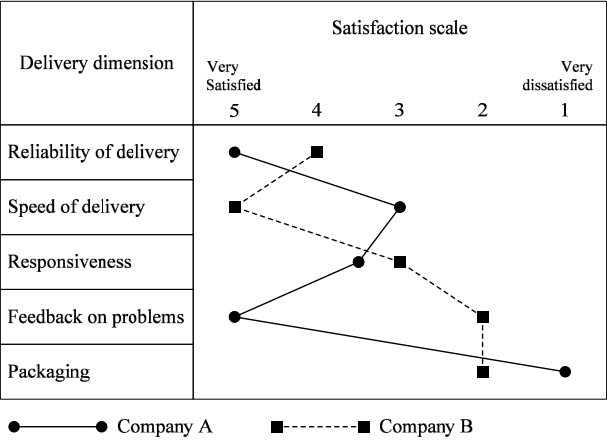 Satisfaction scale
Delivery dimension
Very Satisfied
Very dissatisfied
5 4 3 2 1
Reliability of delivery
Speed of delivery
Responsiveness
Feedback on problems
Packaging
Company A Company B